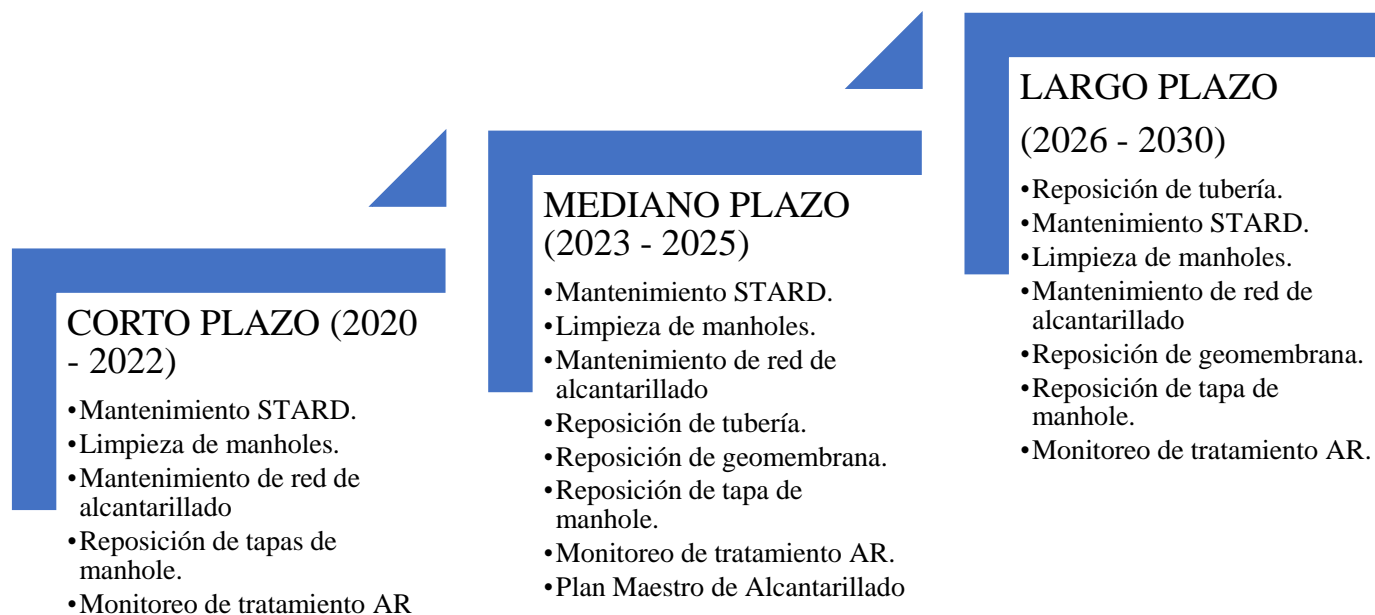 CORTO PLAZO (2020
- 2022)
•Mantenimiento STARD.
•Limpieza de manholes.
•Mantenimiento de red de
alcantarillado
•Reposición de tapas de
manhole.
•Monitoreo de tratamiento AR
MEDIANO PLAZO
(2023 - 2025)
•Mantenimiento STARD.
•Limpieza de manholes.
•Mantenimiento de red de
alcantarillado
•Reposición de tubería.
•Reposición de geomembrana.
•Reposición de tapa de
manhole.
•Monitoreo de tratamiento AR.
•Plan Maestro de Alcantarillado
LARGO PLAZO
(2026 - 2030)
•Reposición de tubería.
•Mantenimiento STARD.
•Limpieza de manholes.
•Mantenimiento de red de
alcantarillado
•Reposición de geomembrana.
•Reposición de tapa de
manhole.
•Monitoreo de tratamiento AR.